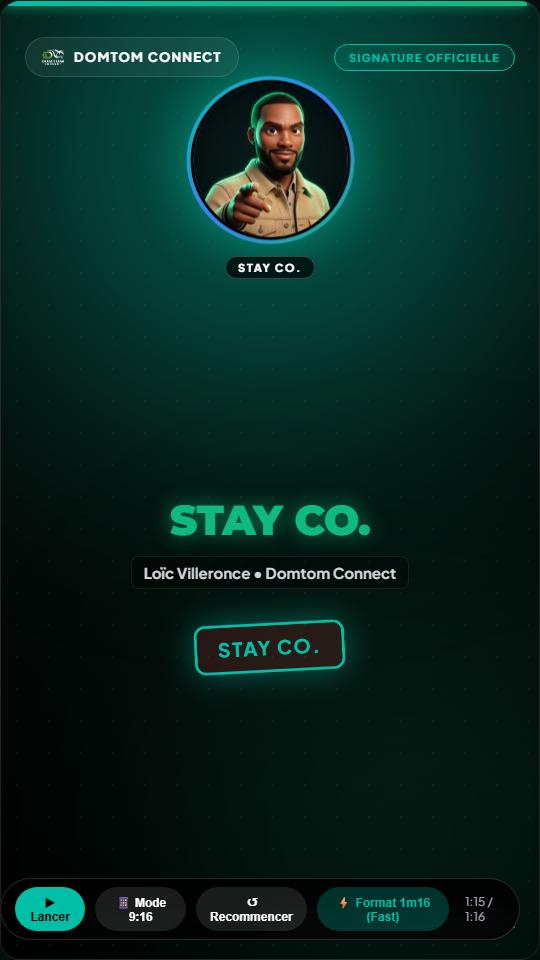 DOMTOM CONNECT
SIGNATURE OFFICIELLE
STAY CO.
STAY CO.
Loïc Villeronce ● Domtom Connect
STAY CO.
Lancer
Mode
9:16
Recommencer
Format 1m16
(Fast)
1:15 /
1:16